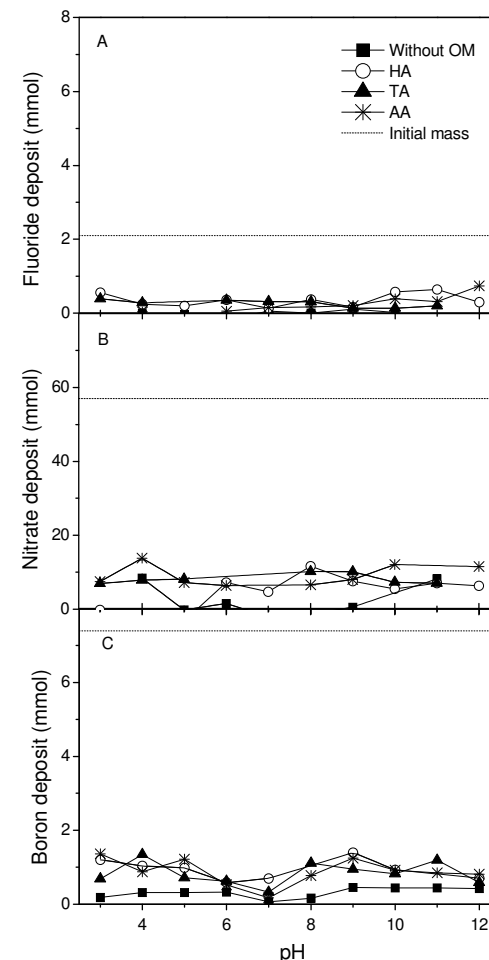 A
Without OM
HA
TA
AA
Initial mass
Fluoride deposit (mmol)
8
6
4
2
0
B
Nitrate deposit (mmol)
60
40
20
0
C
Boron deposit (mmol)
6
4
2
0
4 6 8 10 12
pH